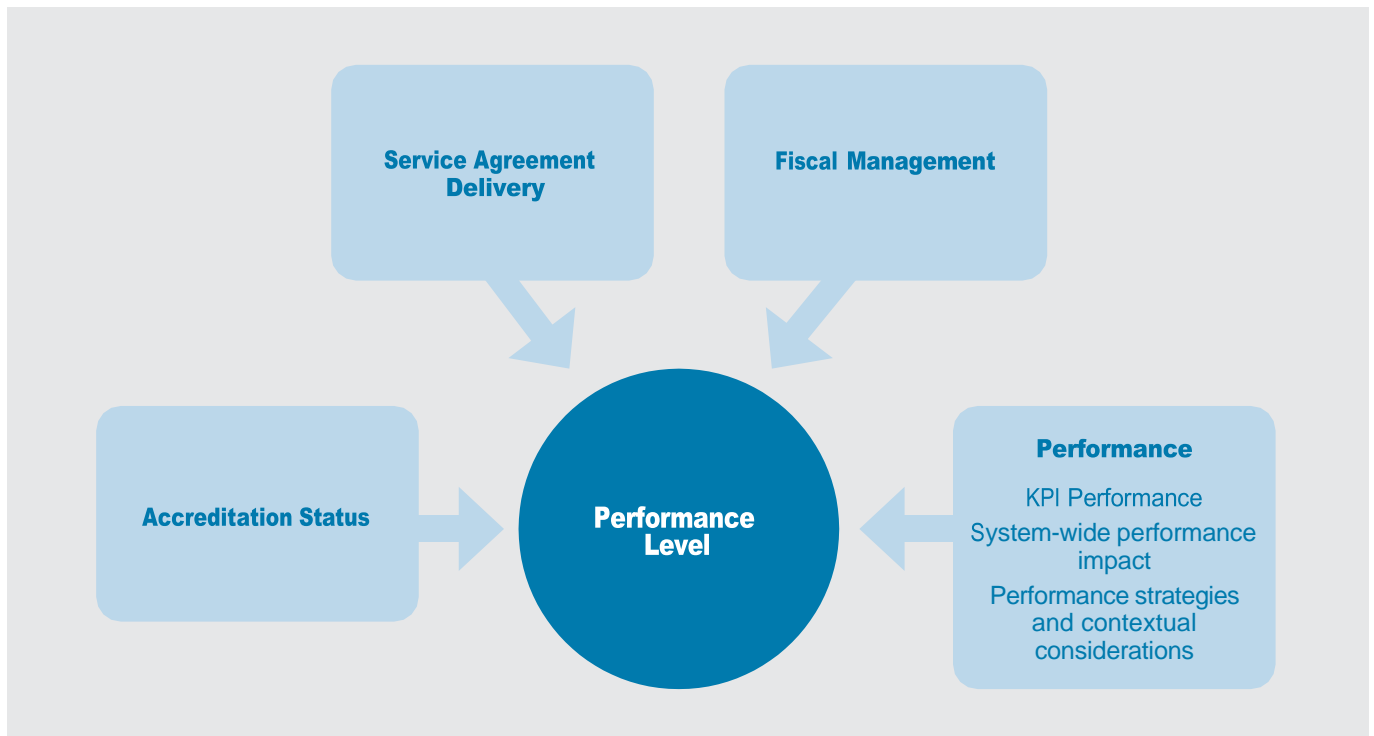 Service Agreement
Delivery
Fiscal Management
Accreditation Status
Performance
Level
Performance
KPI Performance
System-wide performance
impact
Performance strategies
and contextual
considerations